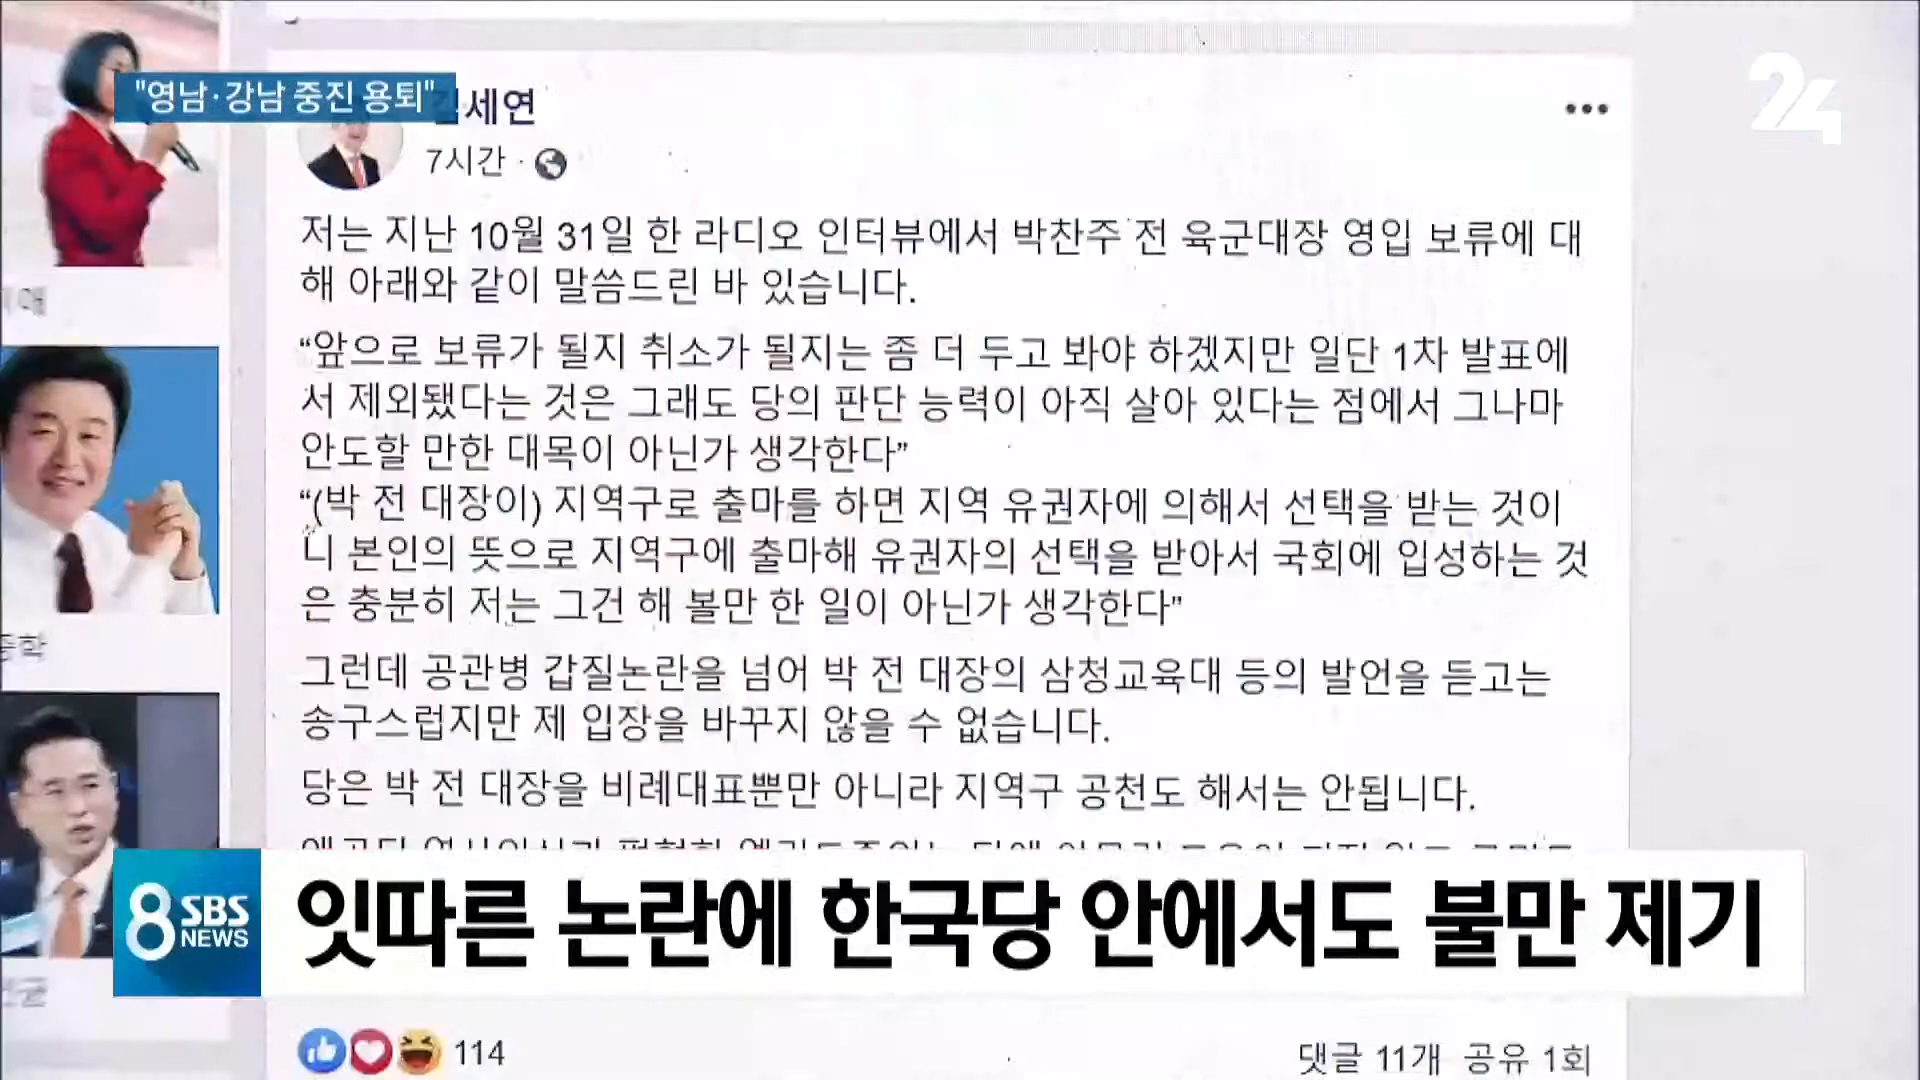 "영남·강남 중진 용퇴"
24
김세연
7시간
저는 지난 10월 31일 한 라디오 인터뷰에서 박찬주 전 육군대장 영입 보류에 대
해 아래와 같이 말씀드린 바 있습니다.
“앞으로 보류가 될지 취소가 될지는 좀 더 두고 봐야 하겠지만 일단 1차 발표에
서 제외됐다는 것은 그래도 당의 판단 능력이 아직 살아 있다는 점에서 그나마
안도할 만한 대목이 아닌가 생각한다”
“(박 전 대장이) 지역구로 출마를 하면 지역 유권자에 의해서 선택을 받는 것이
니 본인의 뜻으로 지역구에 출마해 유권자의 선택을 받아서 국회에 입성하는 것
은 충분히 저는 그건 해 볼만 한 일이 아닌가 생각한다”
그런데 공관병 갑질논란을 넘어 박 전 대장의 삼청교육대 등의 발언을 듣고는
송구스럽지만 제 입장을 바꾸지 않을 수 없습니다.
당은 박 전 대장을 비례대표뿐만 아니라 지역구 공천도 해서는 안됩니다.
8 SBS NEWS
잇따른 논란에 한국당 안에서도 불만 제기
114
댓글 11개 공유 1회